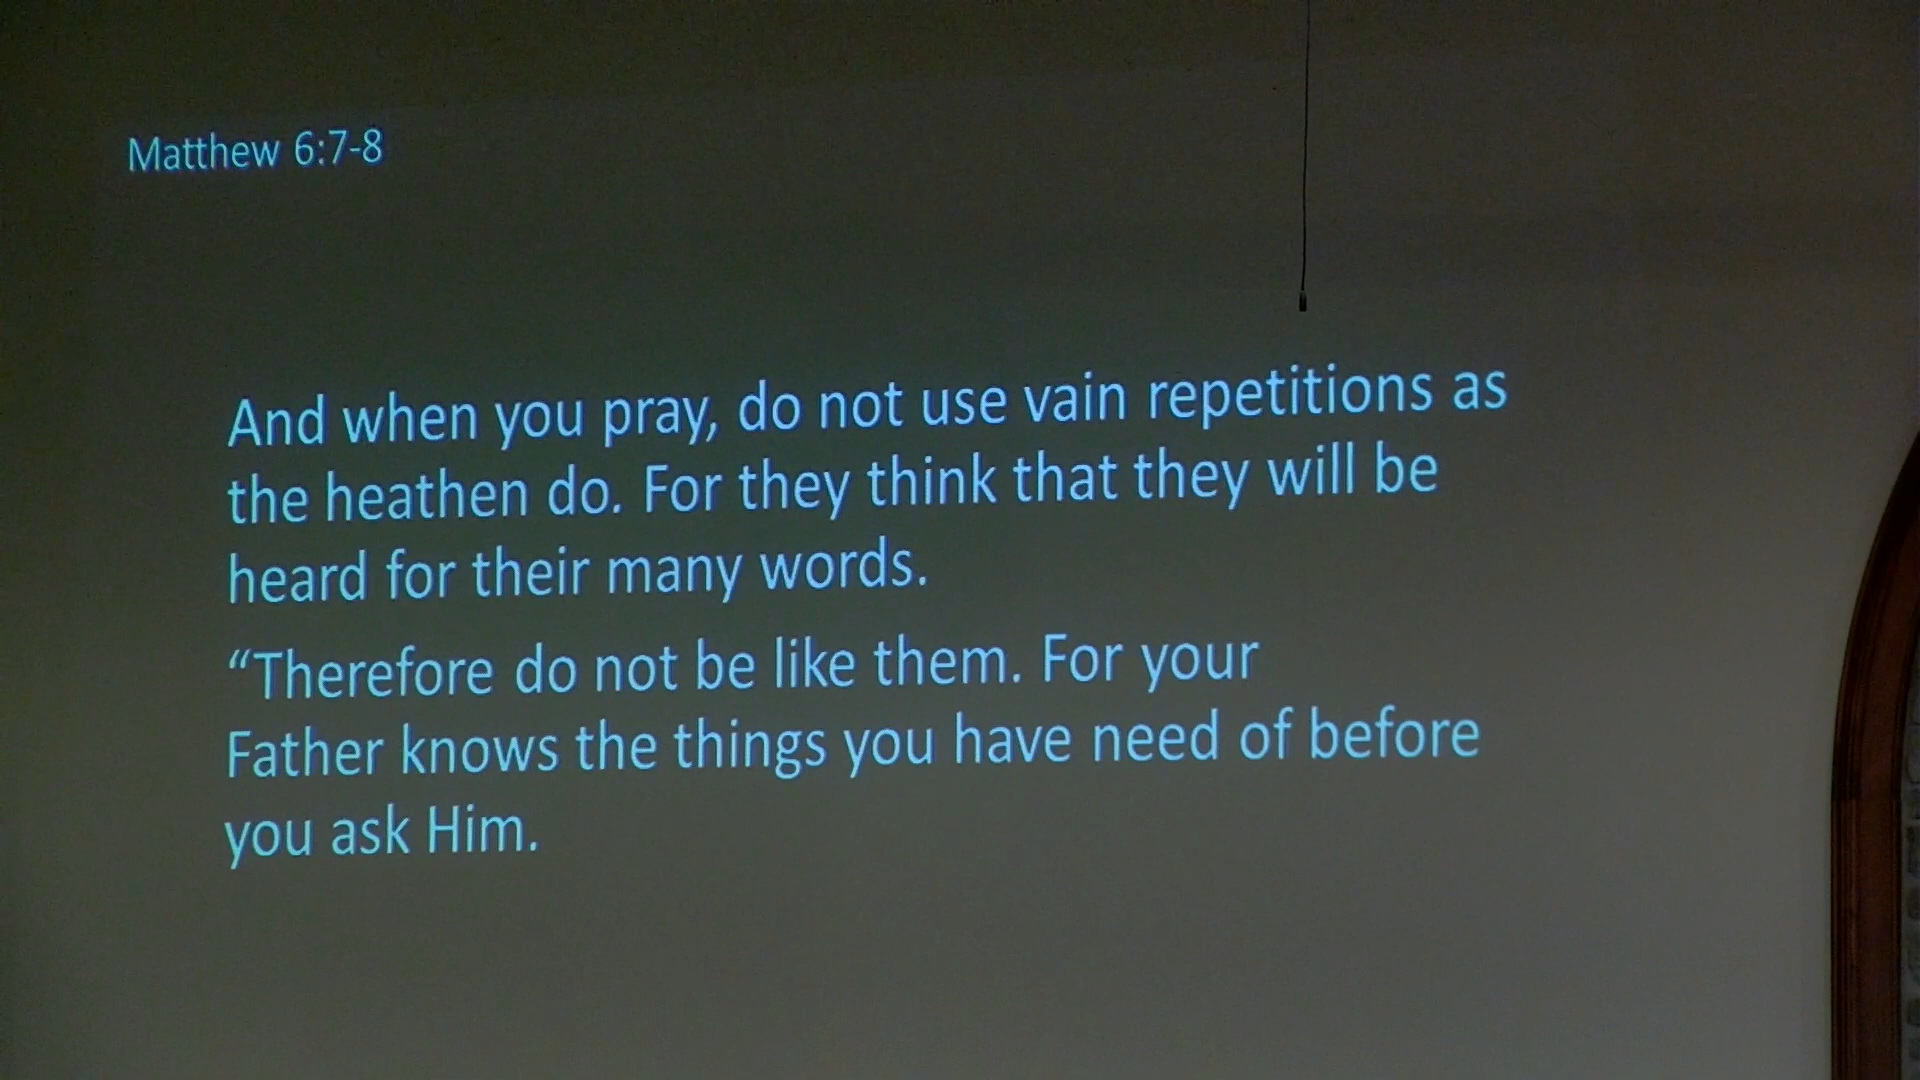 Matthew 6:7-8
And when you pray, do not use vain repetitions as
the heathen do. For they think that they will be
heard for their many words.
“Therefore do not be like them. For your
Father knows the things you have need of before
you ask Him.